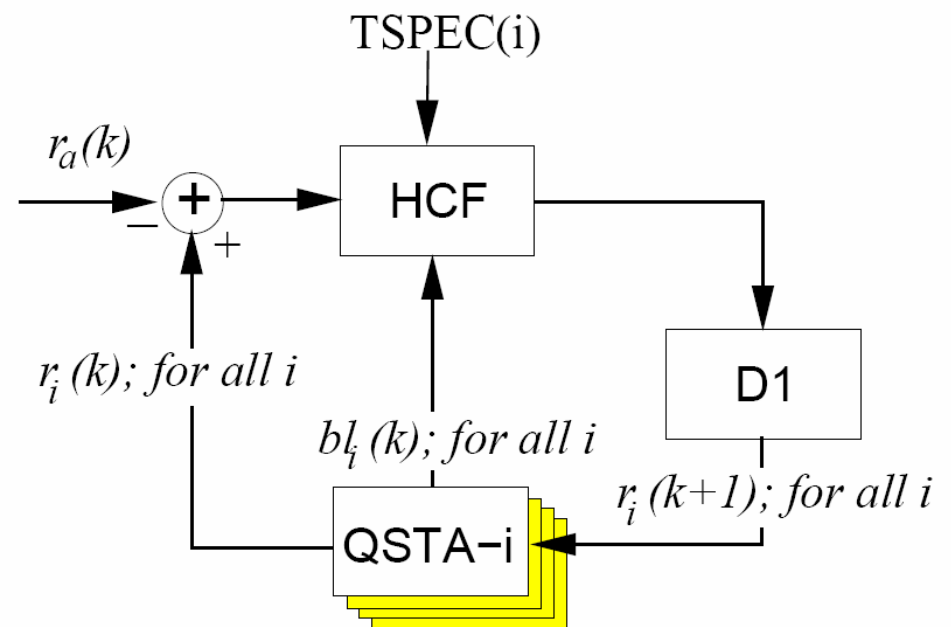 TSPEC(i)
r_a(k)
HCF
+
−
+
D1
r_i (k); for all i
bl_i (k); for all i
r_i (k+1); for all i
QSTA−i